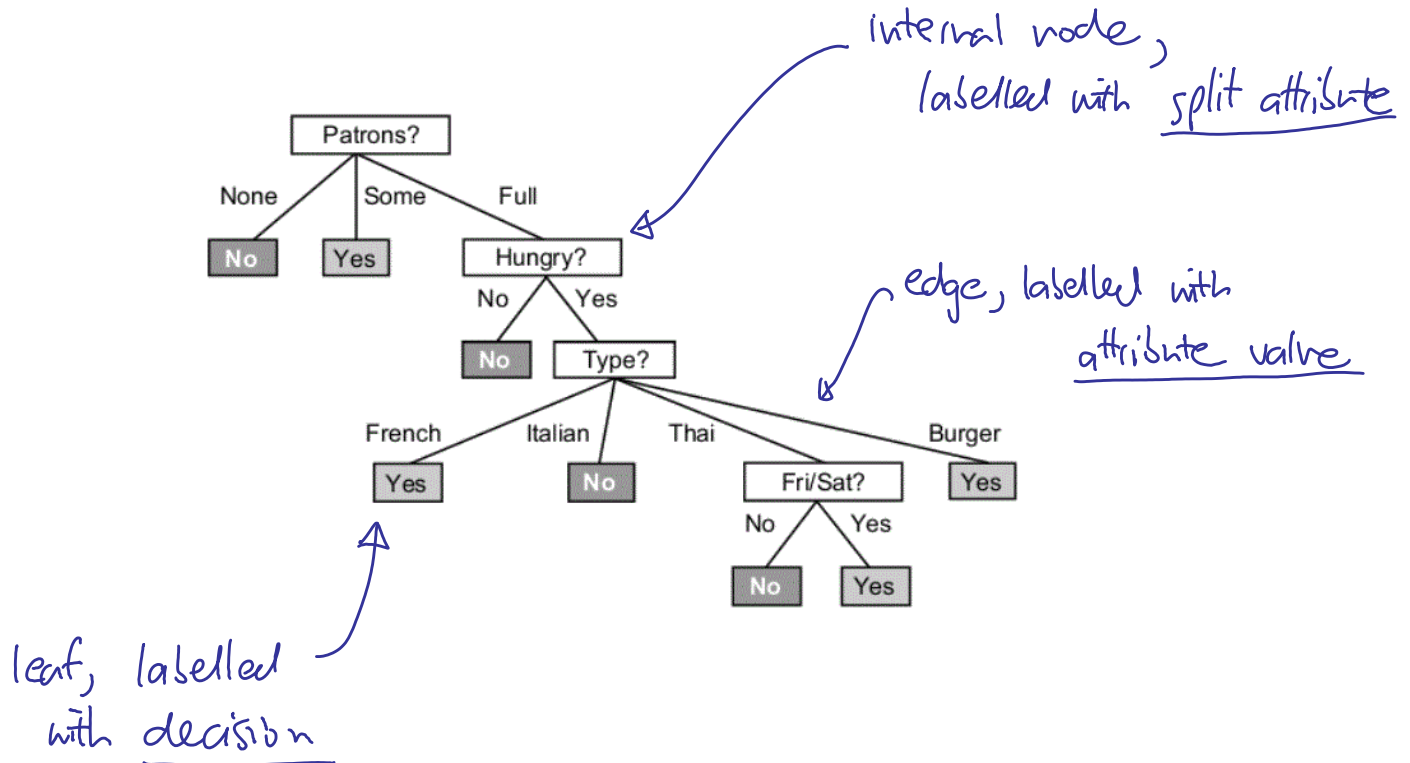 internal node,
labelled with split attribute
Patrons?
None Some Full
No Yes Hungry?
No Yes
edge, labelled with
attribute value
No Type?
French Italian Thai Burger
Yes No Fri/Sat? Yes
No Yes
No Yes
leaf, labelled
with decision